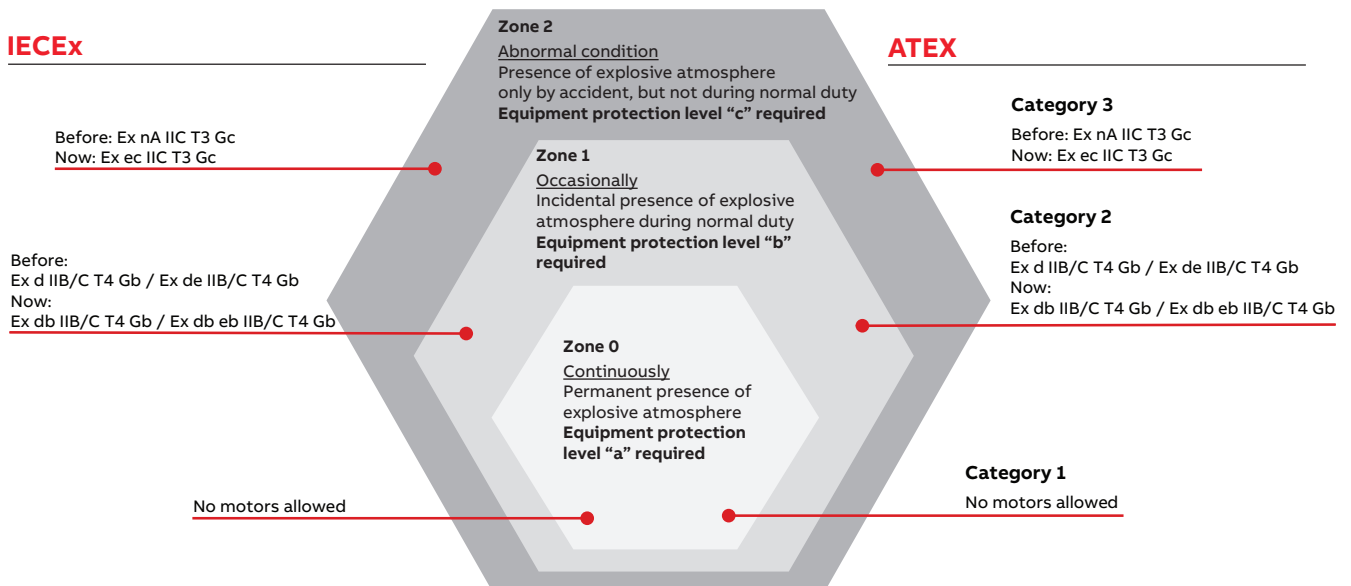 IECEx
Before: Ex nA IIC T3 Gc
Now: Ex ec IIC T3 Gc
Before:
Ex d IIB/C T4 Gb / Ex de IIB/C T4 Gb
Now:
Ex db IIB/C T4 Gb / Ex db eb IIB/C T4 Gb
No motors allowed
Zone 2
Abnormal condition
Presence of explosive atmosphere
only by accident, but not during normal duty
Equipment protection level “c” required
Zone 1
Occasionally
Incidental presence of explosive
atmosphere during normal duty
Equipment protection level “b”
required
Zone 0
Continuously
Permanent presence of
explosive atmosphere
Equipment protection
level “a” required
ATEX
Category 3
Before: Ex nA IIC T3 Gc
Now: Ex ec IIC T3 Gc
Category 2
Before:
Ex d IIB/C T4 Gb / Ex de IIB/C T4 Gb
Now:
Ex db IIB/C T4 Gb / Ex db eb IIB/C T4 Gb
Category 1
No motors allowed